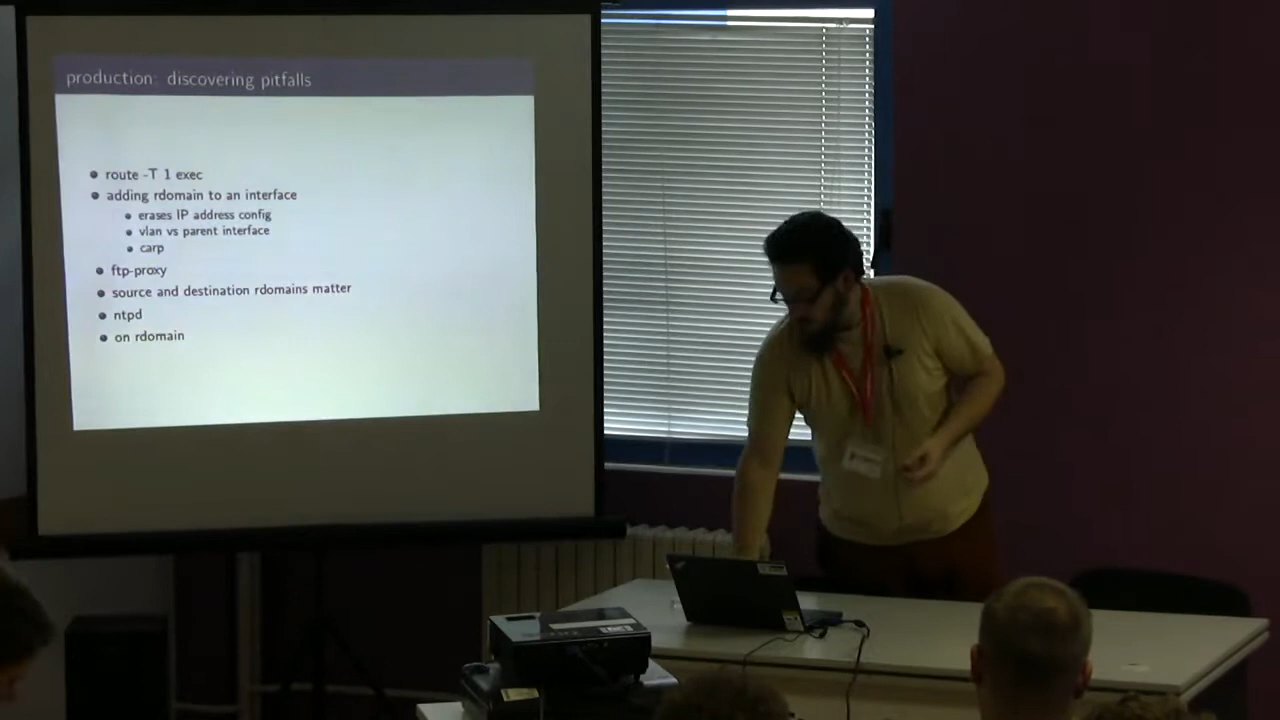 production: discovering pitfalls
route -T 1 exec
adding rdomain to an interface
erases IP address config
vlan vs parent interface
carp
ftp-proxy
source and destination rdomains matter
ntpd
on rdomain